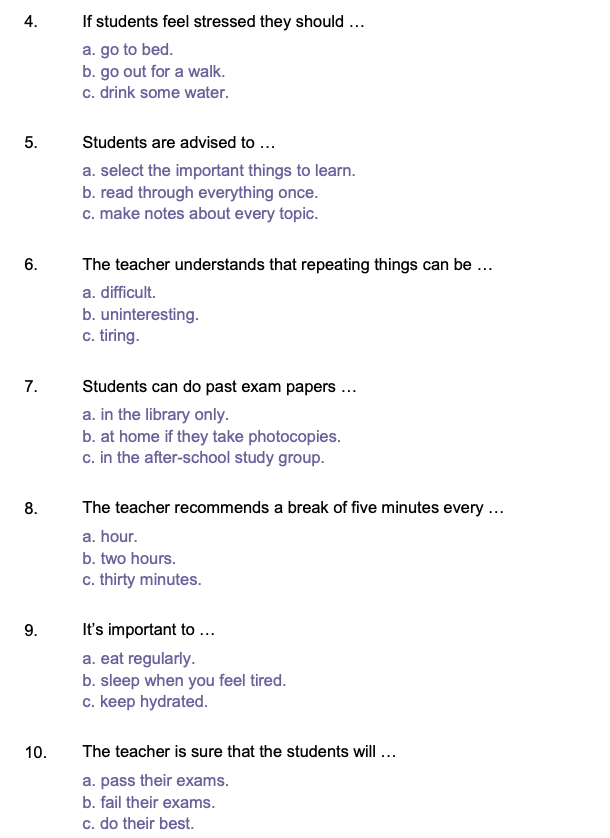 4. If students feel stressed they should …
a. go to bed.
b. go out for a walk.
c. drink some water.
5. Students are advised to …
a. select the important things to learn.
b. read through everything once.
c. make notes about every topic.
6. The teacher understands that repeating things can be …
a. difficult.
b. uninteresting.
c. tiring.
7. Students can do past exam papers …
a. in the library only.
b. at home if they take photocopies.
c. in the after-school study group.
8. The teacher recommends a break of five minutes every …
a. hour.
b. two hours.
c. thirty minutes.
9. It’s important to …
a. eat regularly.
b. sleep when you feel tired.
c. keep hydrated.
10. The teacher is sure that the students will …
a. pass their exams.
b. fail their exams.
c. do their best.